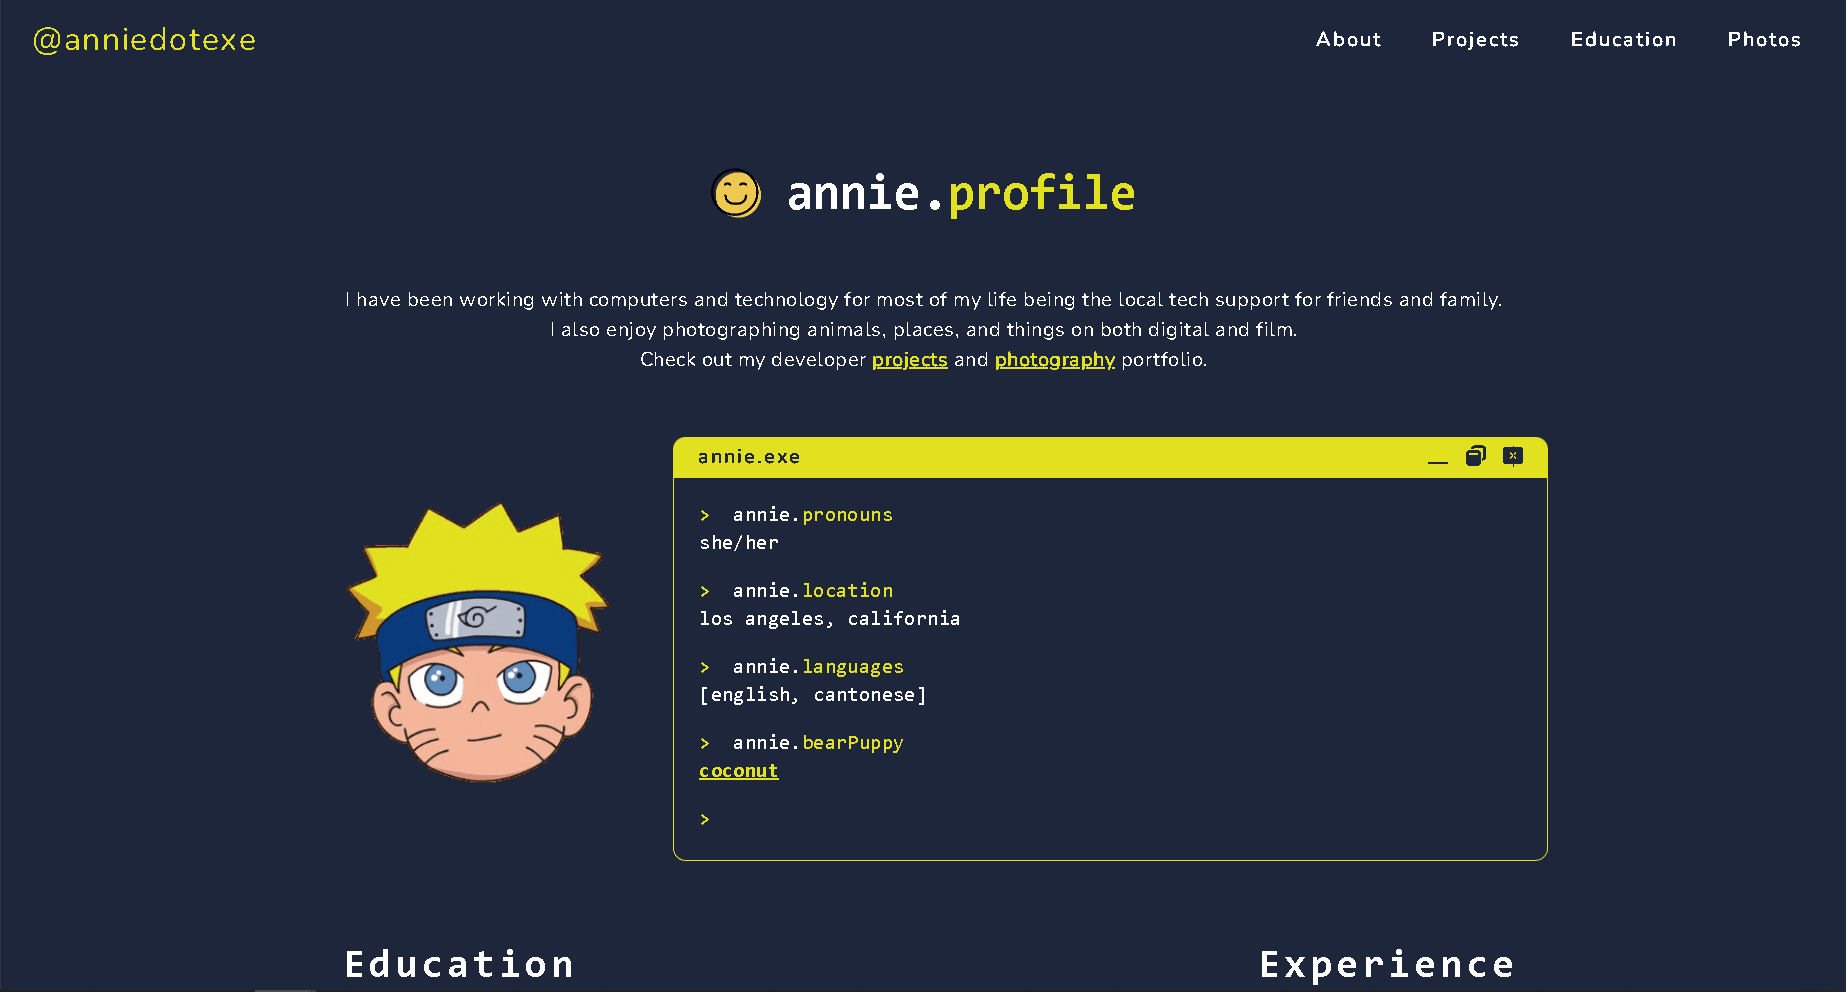 @anniedotexe
About Projects Education Photos
annie.profile
I have been working with computers and technology for most of my life being the local tech support for friends and family.
I also enjoy photographing animals, places, and things on both digital and film.
Check out my developer projects and photography portfolio.
annie.exe
> annie.pronouns
she/her
> annie.location
los angeles, california
> annie.languages
[english, cantonese]
> annie.bearPuppy
coconut
>
Education
Experience